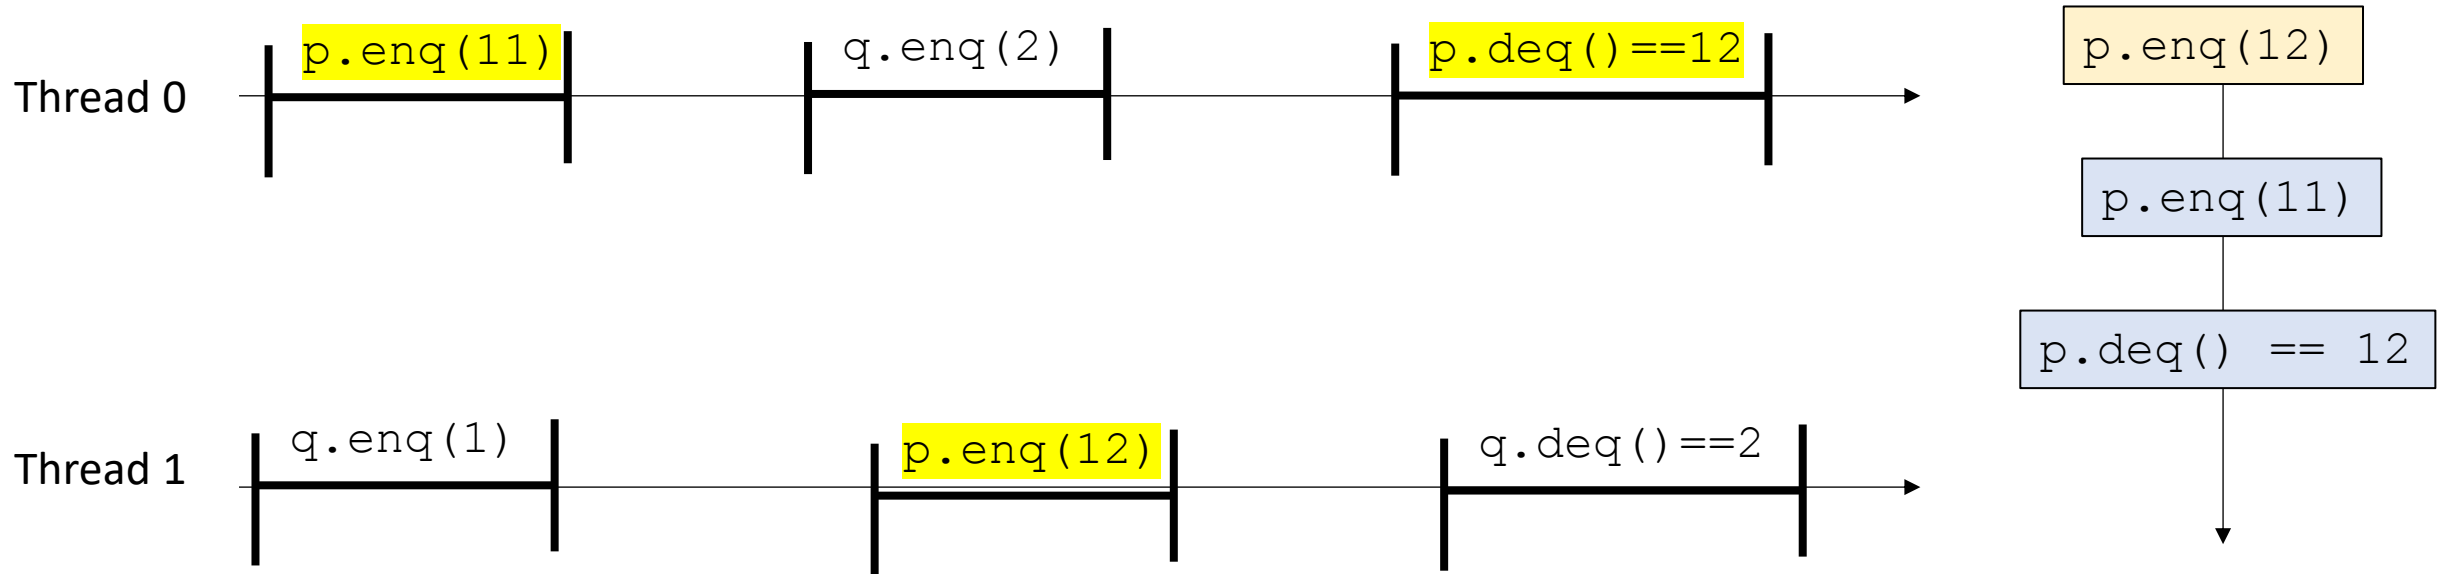 p.enq(11)
q.enq(2)
p.deq()==12
Thread 0
q.enq(1)
p.enq(12)
q.deq()==2
Thread 1
p.enq(12)
p.enq(11)
p.deq() == 12